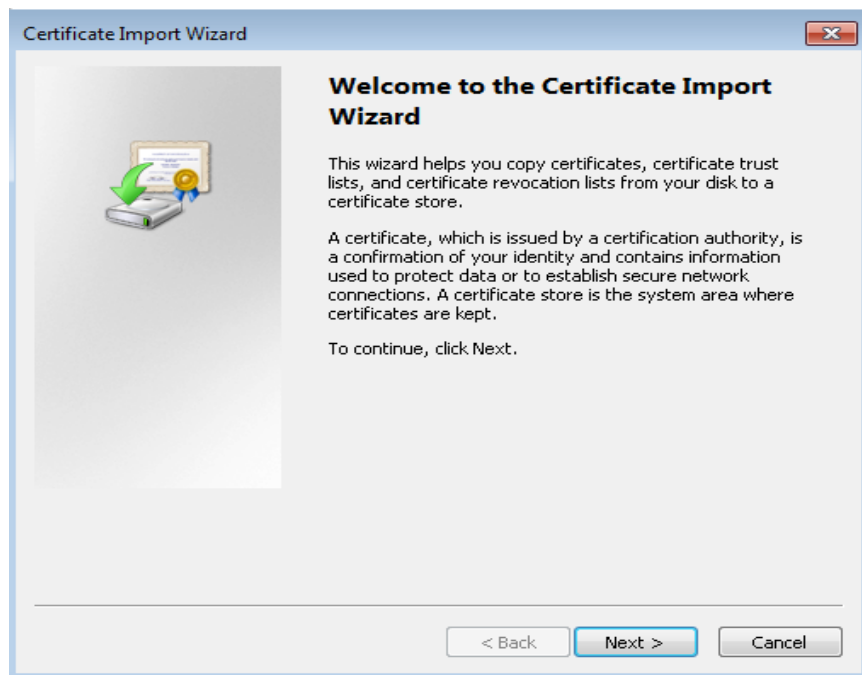 Certificate Import Wizard
Welcome to the Certificate Import
Wizard
This wizard helps you copy certificates, certificate trust
lists, and certificate revocation lists from your disk to a
certificate store.
A certificate, which is issued by a certification authority, is
a confirmation of your identity and contains information
used to protect data or to establish secure network
connections. A certificate store is the system area where
certificates are kept.
To continue, click Next.
< Back Next > Cancel